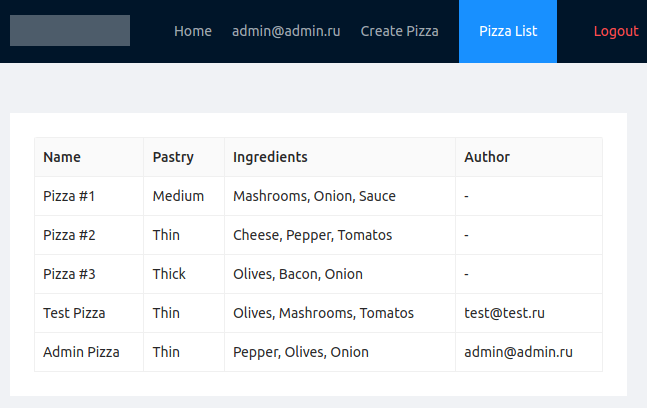 Home admin@admin.ru Create Pizza Pizza List Logout
Name Pastry Ingredients Author
Pizza #1 Medium Mashrooms, Onion, Sauce -
Pizza #2 Thin Cheese, Pepper, Tomatos -
Pizza #3 Thick Olives, Bacon, Onion -
Test Pizza Thin Olives, Mashrooms, Tomatos test@test.ru
Admin Pizza Thin Pepper, Olives, Onion admin@admin.ru